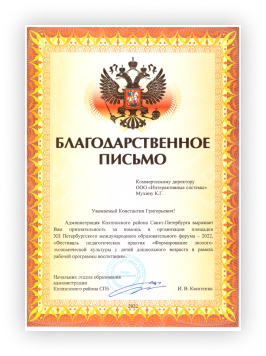 БЛАГОДАРСТВЕННОЕ
ПИСЬМО
Коммерческому директору
ООО «Интерактивные системы»
Мухину К.Г.
Уважаемый Константин Григорьевич!
Администрация Колпинского района Санкт-Петербурга выражает
Вам признательность за помощь в организации площадки
XII Петербургского международного образовательного форума – 2022,
«Фестиваль педагогических практик «Формирование эколого-
экономической культуры у детей дошкольного возраста в рамках
рабочей программы воспитания».
Начальник отдела образования
администрации
Колпинского района СПб
2022